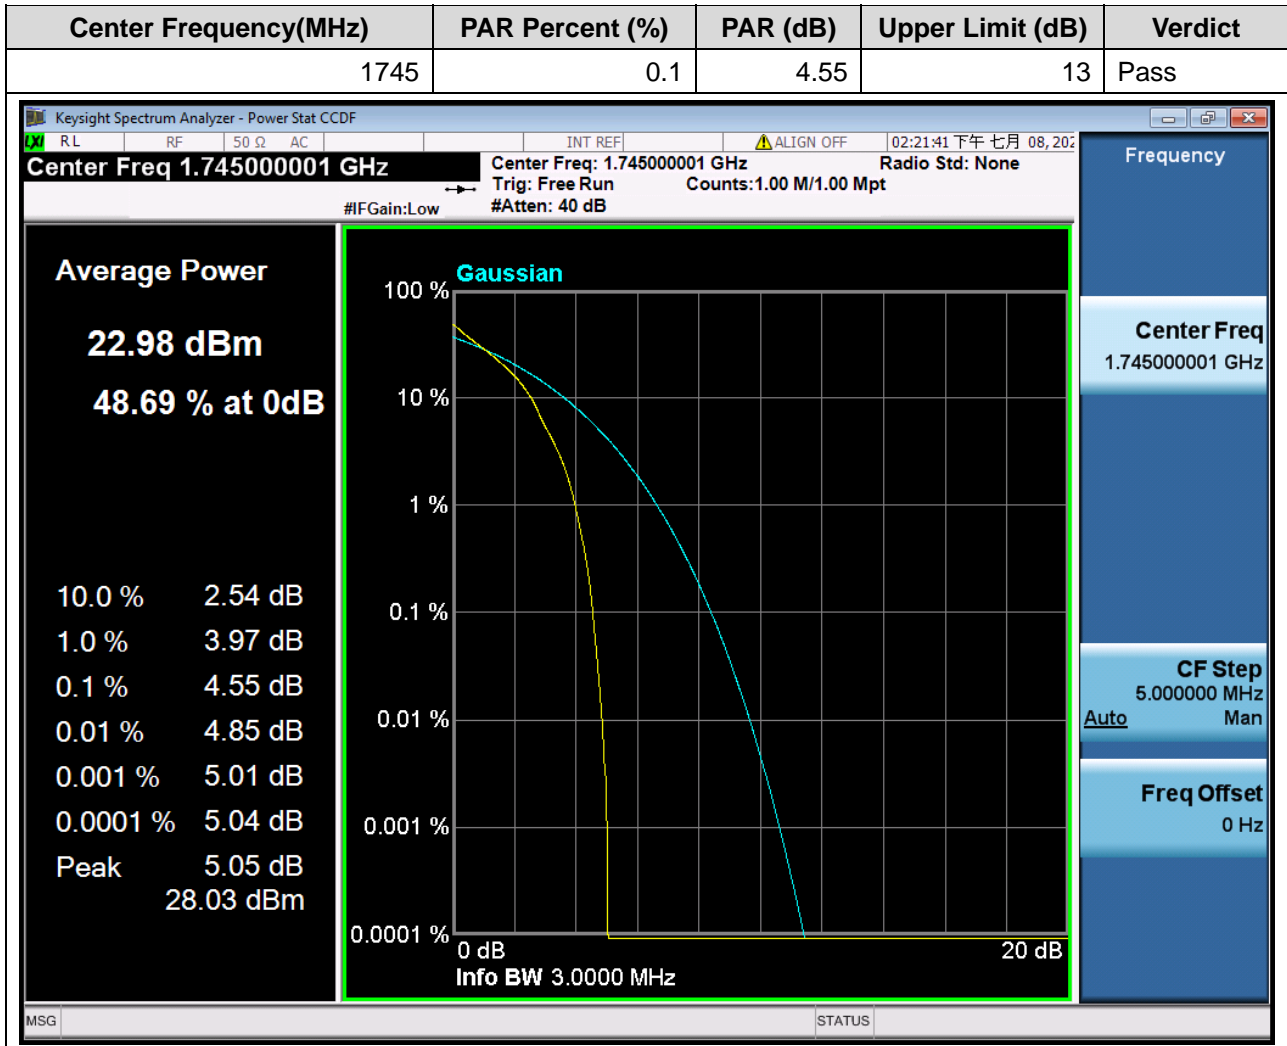 Center Frequency(MHz) PAR Percent (%) PAR (dB) Upper Limit (dB) Verdict
1745 0.1 4.55 13 Pass
Keysight Spectrum Analyzer - Power Stat CCDF
LXI RL RF 50 Ω AC INT REF ALIGN OFF 02:21:41 下午 七月 08, 202
Center Freq 1.745000001 GHz
Center Freq: 1.745000001 GHz Radio Std: None
Trig: Free Run Counts:1.00 M/1.00 Mpt
#IFGain:Low #Atten: 40 dB
Frequency
Average Power
22.98 dBm
48.69 % at 0dB
10.0 % 2.54 dB
1.0 % 3.97 dB
0.1 % 4.55 dB
0.01 % 4.85 dB
0.001 % 5.01 dB
0.0001 % 5.04 dB
Peak 5.05 dB
28.03 dBm
Gaussian
100 %
10 %
1 %
0.1 %
0.01 %
0.001 %
0.0001 %
0 dB 20 dB
Info BW 3.0000 MHz
Center Freq
1.745000001 GHz
CF Step
5.000000 MHz
Auto Man
Freq Offset
0 Hz
MSG STATUS